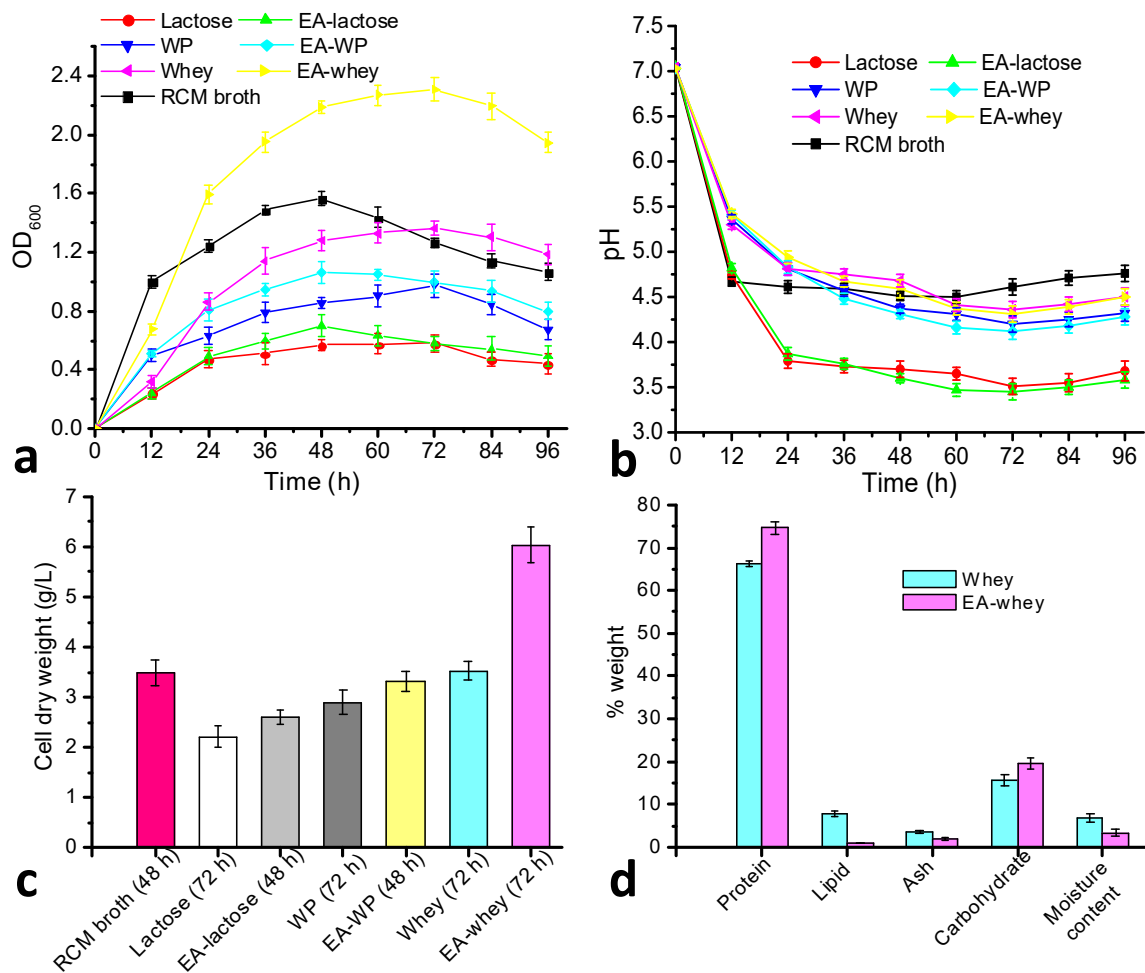 a
Lactose
EA-lactose
WP
EA-WP
Whey
EA-whey
RCM broth
OD600
2.4
2.0
1.6
1.2
0.8
0.4
0.0
0 12 24 36 48 60 72 84 96
Time (h)
b
Lactose
EA-lactose
WP
EA-WP
Whey
EA-whey
RCM broth
pH
7.5
7.0
6.5
6.0
5.5
5.0
4.5
4.0
3.5
3.0
0 12 24 36 48 60 72 84 96
Time (h)
c
Cell dry weight (g/L)
7
6
5
4
3
2
1
0
RCM broth (48 h)
Lactose (72 h)
EA-lactose (48 h)
WP (72 h)
EA-WP (48 h)
Whey (72 h)
EA-whey (72 h)
d
Whey
EA-whey
% weight
80
70
60
50
40
30
20
10
0
Protein
Lipid
Ash
Carbohydrate
Moisture
content